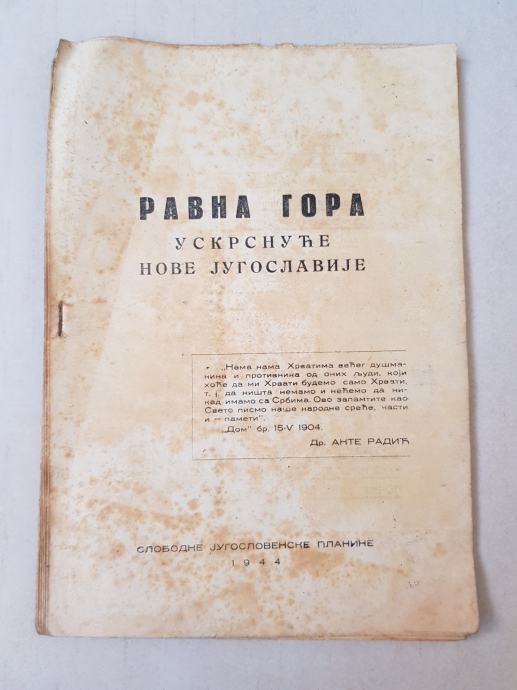 РАВНА ГОРА
УСКРСНУЋЕ
НОВЕ ЈУГОСЛАВИЈЕ
„Нема нама Хрватима већег душма-
нина и противника од оних људи, који
хоће да ми Хрвати будемо само Хрвати,
т. ј. да ништа немамо и нећемо да ни-
кад имамо са Србима. Ово запамтите као
Свето писмо наше народне среће, части
и — памети“.
„Дом“ бр. 15-V 1904.
Др. АНТЕ РАДИЋ
СЛОБОДНЕ ЈУГОСЛОВЕНСКЕ ПЛАНИНЕ
1944